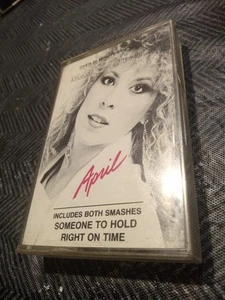 April
INCLUDES BOTH SMASHES
SOMEONE TO HOLD
RIGHT ON TIME